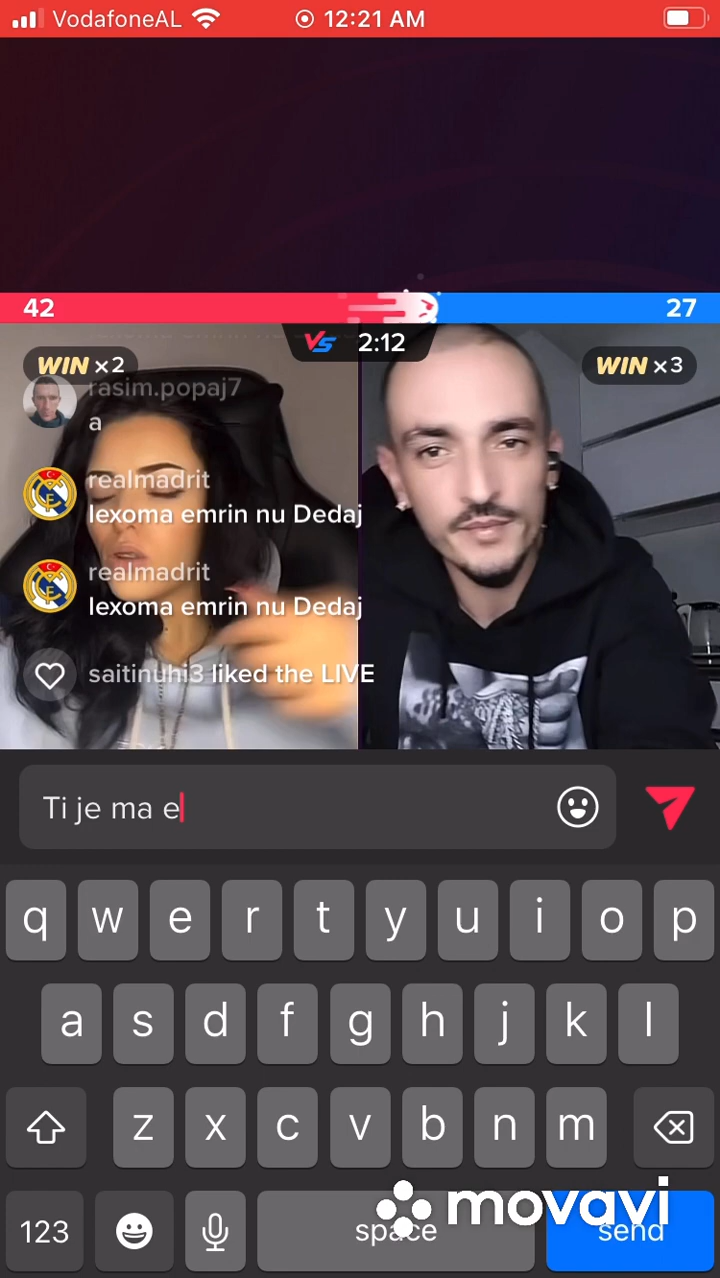 VodafoneAL 12:21 AM
42 27
VS 2:12
WIN ×2 WIN ×3
rasim.popaj7
a
realmadrit
lexoma emrin nu Dedaj
realmadrit
lexoma emrin nu Dedaj
saitinuhi3 liked the LIVE
Ti je ma e
q w e r t y u i o p
a s d f g h j k l
z x c v b n m
movavi
123 space send